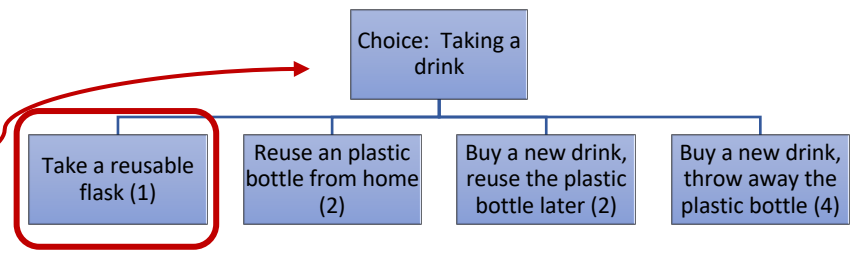 Choice:  Taking a
drink
Take a reusable
flask (1)
Reuse an plastic
bottle from home
(2)
Buy a new drink,
reuse the plastic
bottle later (2)
Buy a new drink,
throw away the
plastic bottle (4)